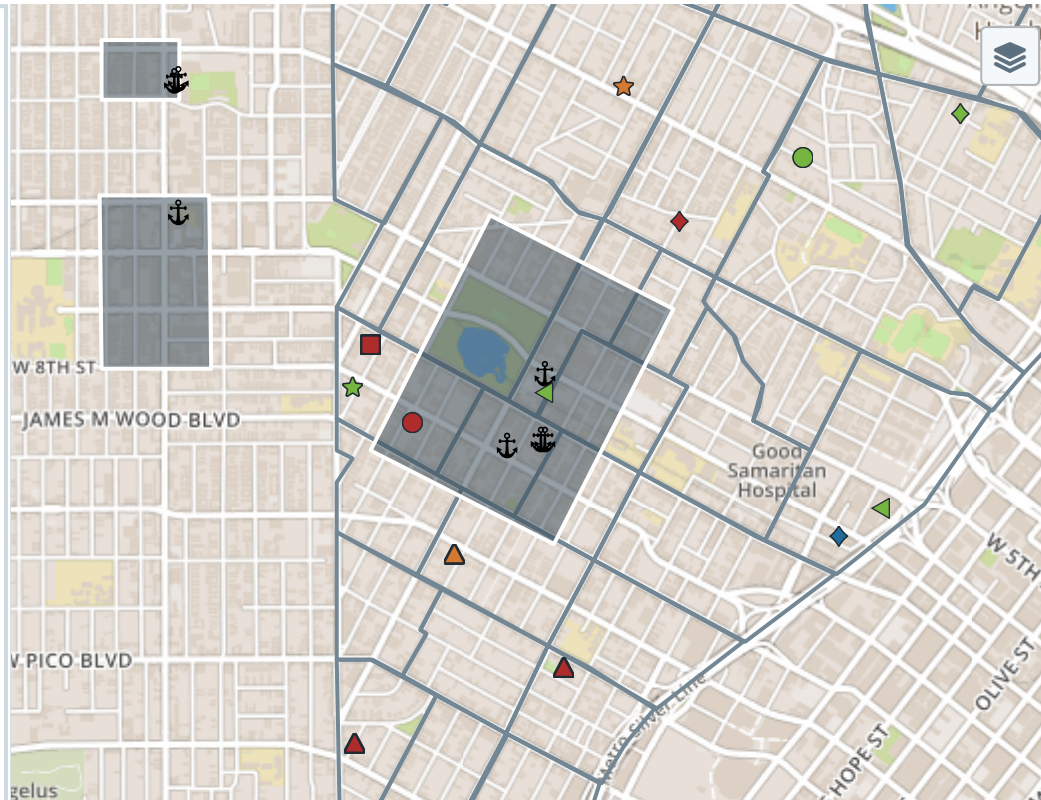 W 8TH ST
JAMES M WOOD BLVD
Good
Samaritan
Hospital
W 5TH
W PICO BLVD
OLIVE ST
Metro Silver Line
HOPE ST
gelus